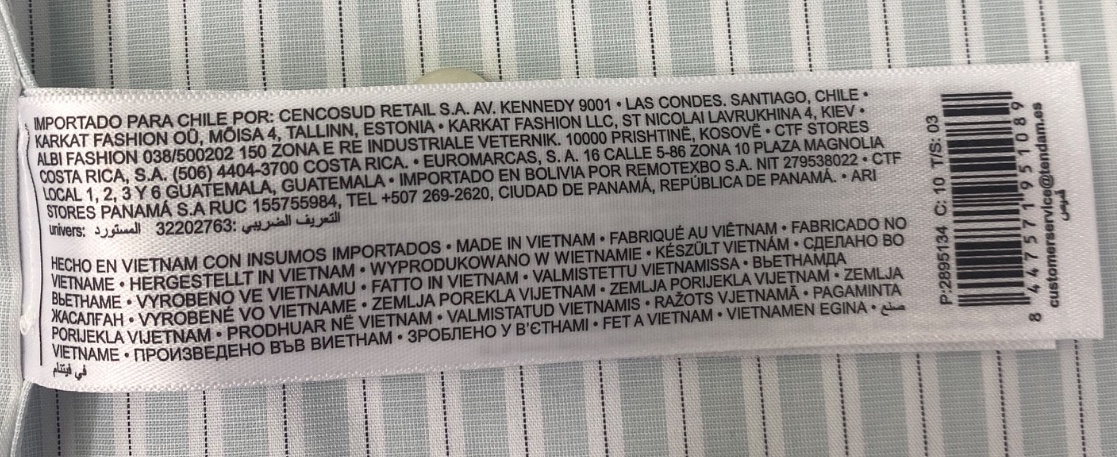 IMPORTADO PARA CHILE POR: CENCOSUD RETAIL S.A. AV. KENNEDY 9001 • LAS CONDES. SANTIAGO, CHILE •
KARKAT FASHION OÜ, MÕISA 4, TALLINN, ESTONIA • KARKAT FASHION LLC, ST NICOLAI LAVRUKHINA 4, KIEV •
ALBI FASHION 038/500202 150 ZONA E RE INDUSTRIALE VETERNIK. 10000 PRISHTINË, KOSOVË • CTF STORES
COSTA RICA, S.A. (506) 4404-3700 COSTA RICA. • EUROMARCAS, S. A. 16 CALLE 5-86 ZONA 10 PLAZA MAGNOLIA
LOCAL 1, 2, 3 Y 6 GUATEMALA, GUATEMALA • IMPORTADO EN BOLIVIA POR REMOTEXBO S.A. NIT 279538022 • CTF
STORES PANAMÁ S.A RUC 155755984, TEL +507 269-2620, CIUDAD DE PANAMÁ, REPÚBLICA DE PANAMÁ. • ARI
univers: المستورد 32202763: التعريف الضريبي
HECHO EN VIETNAM CON INSUMOS IMPORTADOS • MADE IN VIETNAM • FABRIQUÉ AU VIÊTNAM • FABRICADO NO
VIETNAME • HERGESTELLT IN VIETNAM • WYPRODUKOWANO W WIETNAMIE • KÉSZÜLT VIETNÁM • СДЕЛАНО ВО
ВЬЕТНАМЕ • VYROBENO VE VIETNAMU • FATTO IN VIETNAM • VALMISTETTU VIETNAMISSA • ВЬЕТНАМДА
ЖАСАЛҒАН • VYROBENÉ VO VIETNAME • ZEMLJA POREKLA VIJETNAM • ZEMLJA PORIJEKLA VIJETNAM • ZEMLJA
PORIJEKLA VIJETNAM • PRODHUAR NË VIETNAM • VALMISTATUD VIETNAMIS • RAŽOTS VJETNAMĀ • PAGAMINTA
VIETNAME • ПРОИЗВЕДЕНО ВЪВ ВИЕТНАМ • ЗРОБЛЕНО У В'ЄТНАМІ • FET A VIETNAM • VIETNAMEN EGINA • صنع
في فيتنام
P:2895134 C: 10 T/S: 03
8 447571 951089
customerservice@tendam.es
قميص